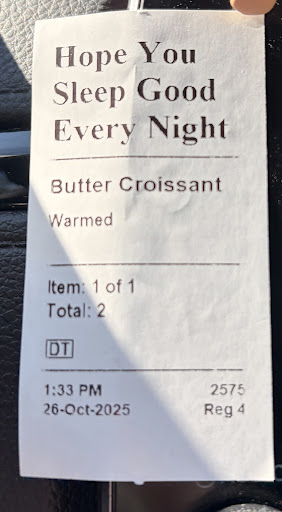 Hope You
Sleep Good
Every Night
Butter Croissant
Warmed
Item: 1 of 1
Total: 2
DT
1:33 PM 2575
26-Oct-2025 Reg 4